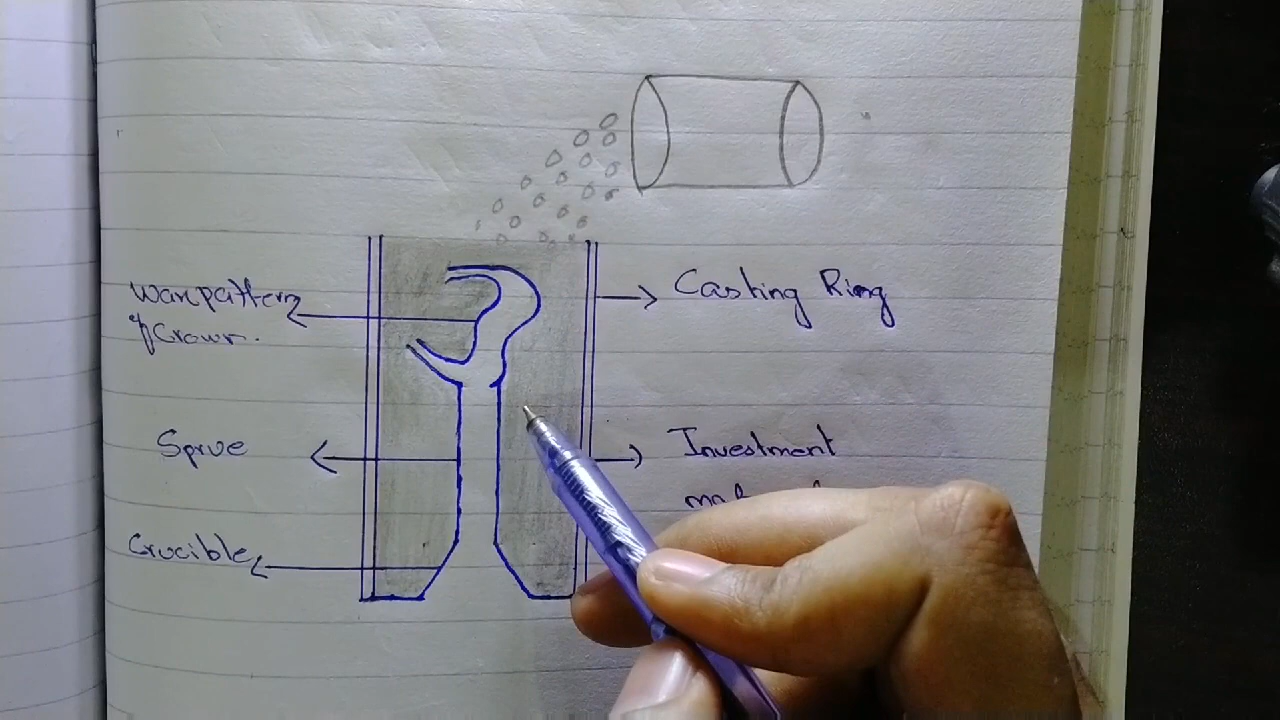 Wax pattern
of Crown.
Casting Ring
Sprue
Investment
Crucible